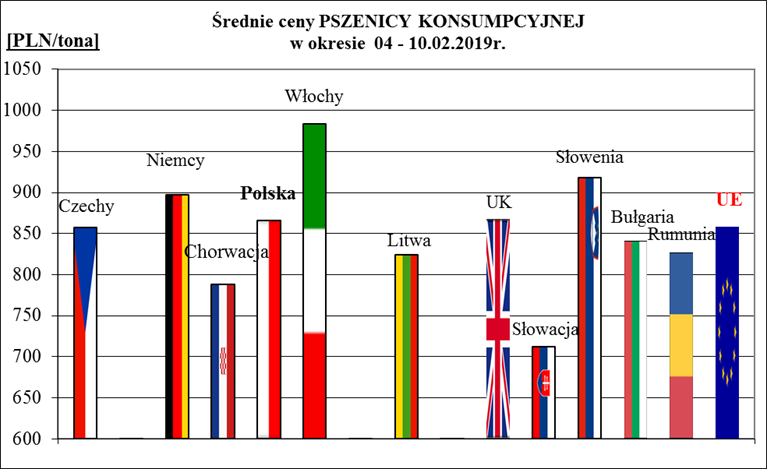 Średnie ceny PSZENICY KONSUMPCYJNEJ
w okresie 04 - 10.02.2019r.
[PLN/tona]
1050
1000
950
900
850
800
750
700
650
600
Czechy
Niemcy
Chorwacja
Polska
Włochy
Litwa
UK
Słowacja
Słowenia
Bułgaria
Rumunia
UE